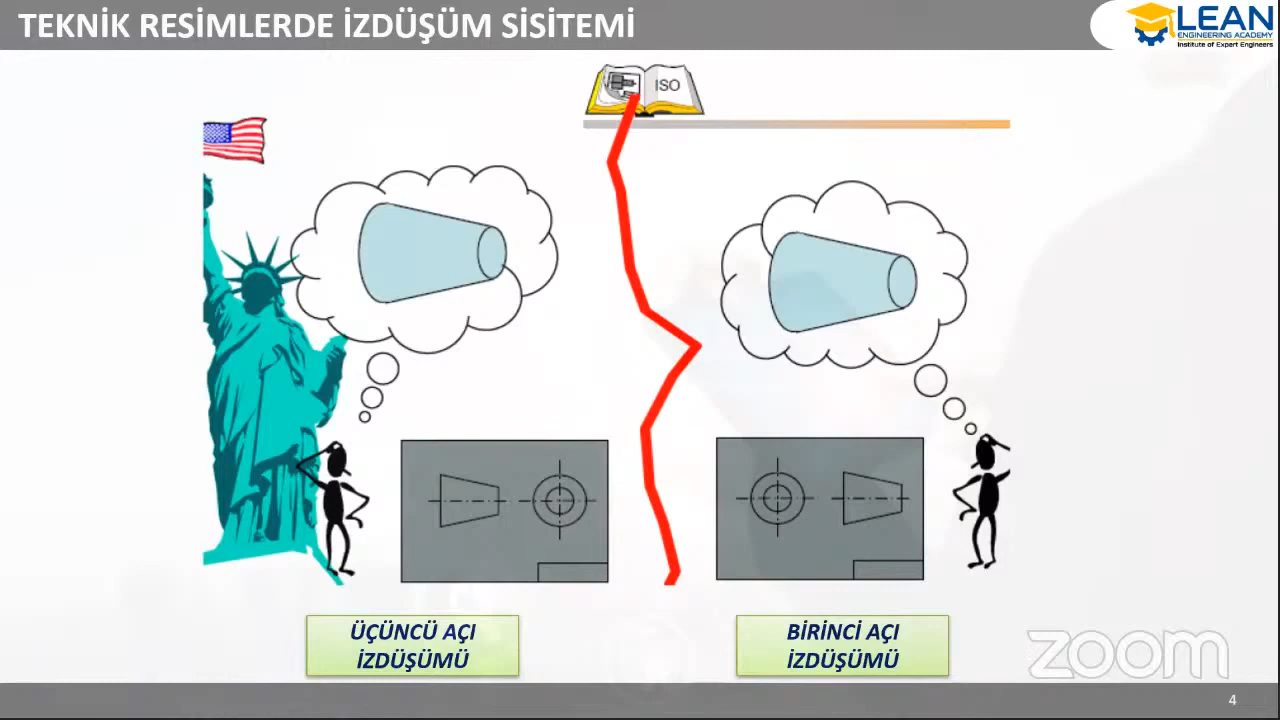 TEKNİK RESİMLERDE İZDÜŞÜM SİSİTEMİ
LEAN
ENGINEERING ACADEMY
Institute of Expert Engineers
ISO
ÜÇÜNCÜ AÇI
İZDÜŞÜMÜ
BİRİNCİ AÇI
İZDÜŞÜMÜ
zoom
4